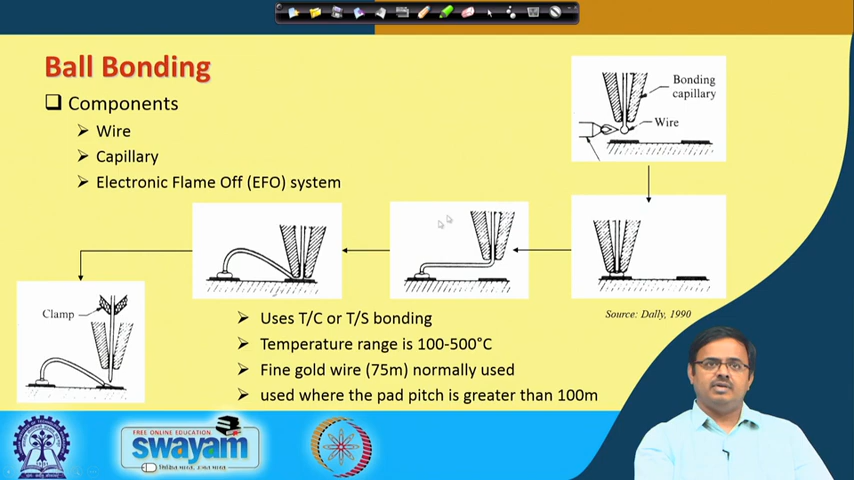 Ball Bonding
Components
Wire
Capillary
Electronic Flame Off (EFO) system
Bonding
capillary
Wire
Clamp
Uses T/C or T/S bonding
Temperature range is 100-500°C
Fine gold wire (75m) normally used
used where the pad pitch is greater than 100m
Source: Dally, 1990
FREE ONLINE EDUCATION
swayam